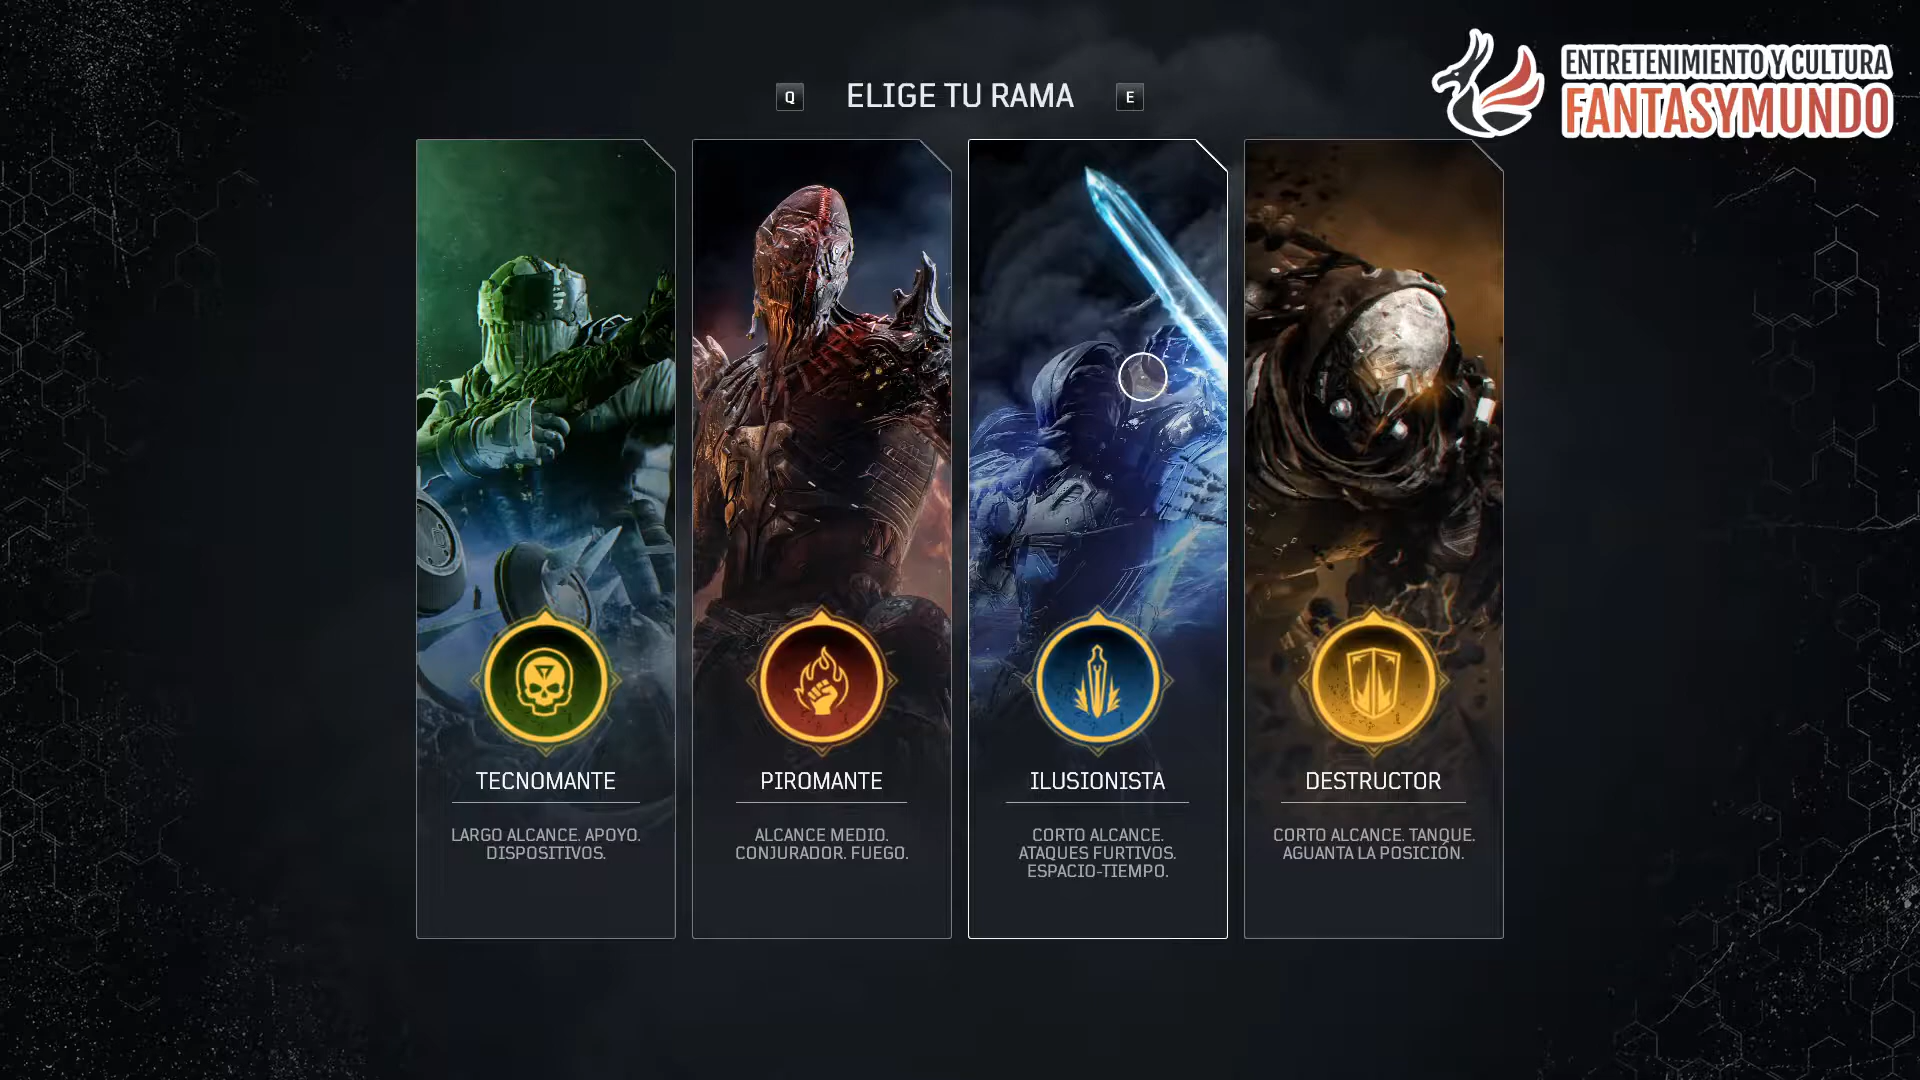 ENTRETENIMIENTO Y CULTURA
FANTASYMUNDO
Q ELIGE TU RAMA E
TECNOMANTE
LARGO ALCANCE. APOYO.
DISPOSITIVOS.
PIROMANTE
ALCANCE MEDIO.
CONJURADOR. FUEGO.
ILUSIONISTA
CORTO ALCANCE.
ATAQUES FURTIVOS.
ESPACIO-TIEMPO.
DESTRUCTOR
CORTO ALCANCE. TANQUE.
AGUANTA LA POSICIÓN.